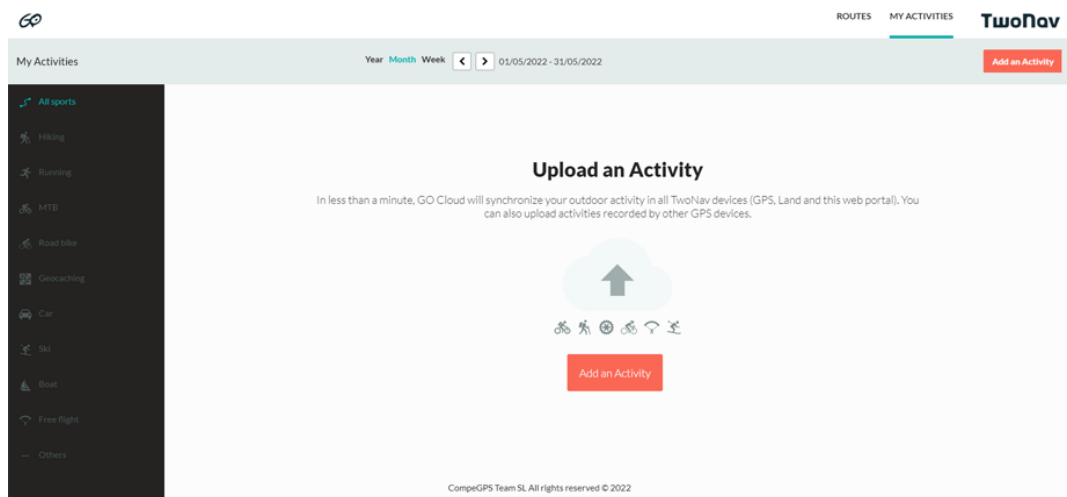 GO
ROUTES MY ACTIVITIES TwoNav
My Activities Year Month Week 01/05/2022 - 31/05/2022 Add an Activity
All sports
Hiking
Running
MTB
Road bike
Geocaching
Car
Ski
Boat
Free flight
Others
Upload an Activity
In less than a minute, GO Cloud will synchronize your outdoor activity in all TwoNav devices (GPS, Land and this web portal). You
can also upload activities recorded by other GPS devices.
Add an Activity
CompeGPS Team SL All rights reserved © 2022